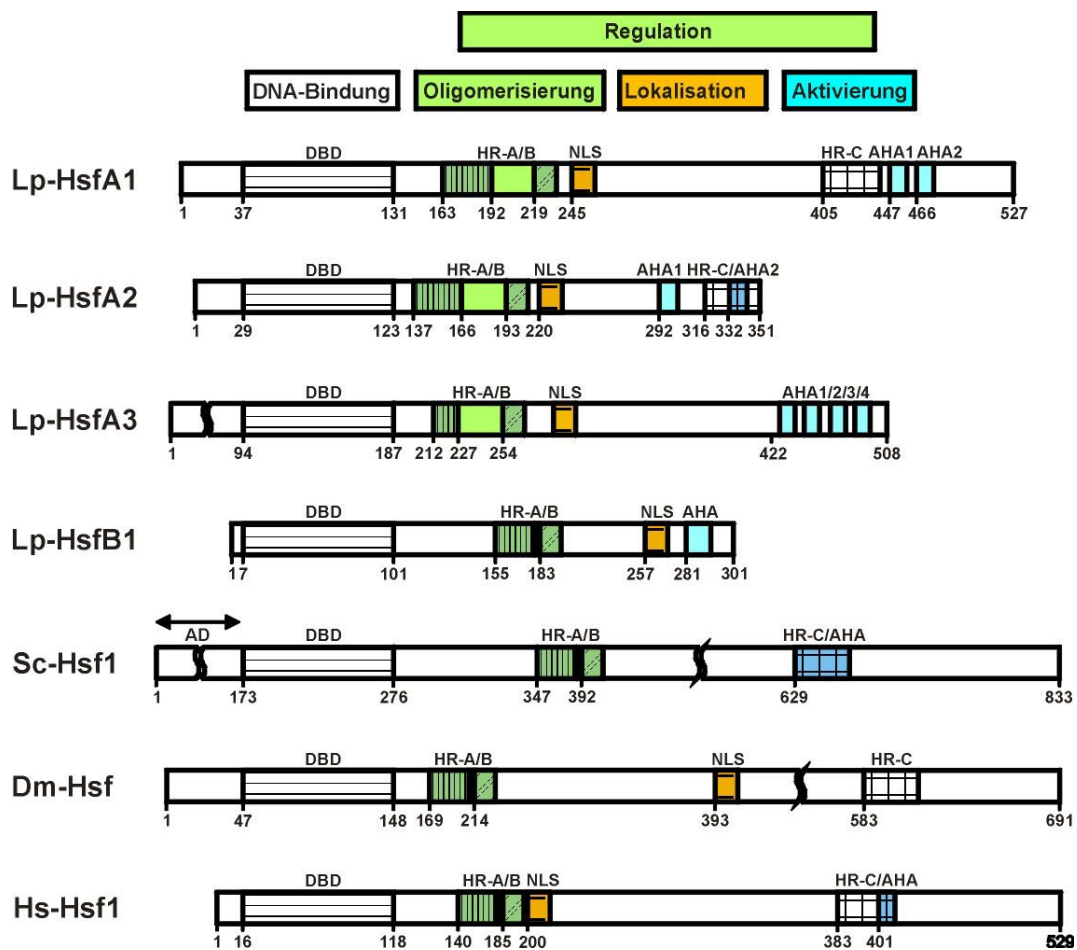 Regulation
DNA-Bindung Oligomerisierung Lokalisation Aktivierung
DBD HR-A/B NLS HR-C AHA1 AHA2
Lp-HsfA1
1 37 131 163 192 219 245 405 447 466 527
DBD HR-A/B NLS AHA1 HR-C/AHA2
Lp-HsfA2
1 29 123 137 166 193 220 292 316 332 351
DBD HR-A/B NLS AHA1/2/3/4
Lp-HsfA3
1 94 187 212 227 254 422 508
DBD HR-A/B NLS AHA
Lp-HsfB1
1 7 101 155 183 257 281 301
AD DBD HR-A/B HR-C/AHA
Sc-Hsf1
1 173 276 347 392 629 833
DBD HR-A/B NLS HR-C
Dm-Hsf
1 47 148 169 214 393 583 691
DBD HR-A/B NLS HR-C/AHA
Hs-Hsf1
1 16 118 140 185 200 383 401 529